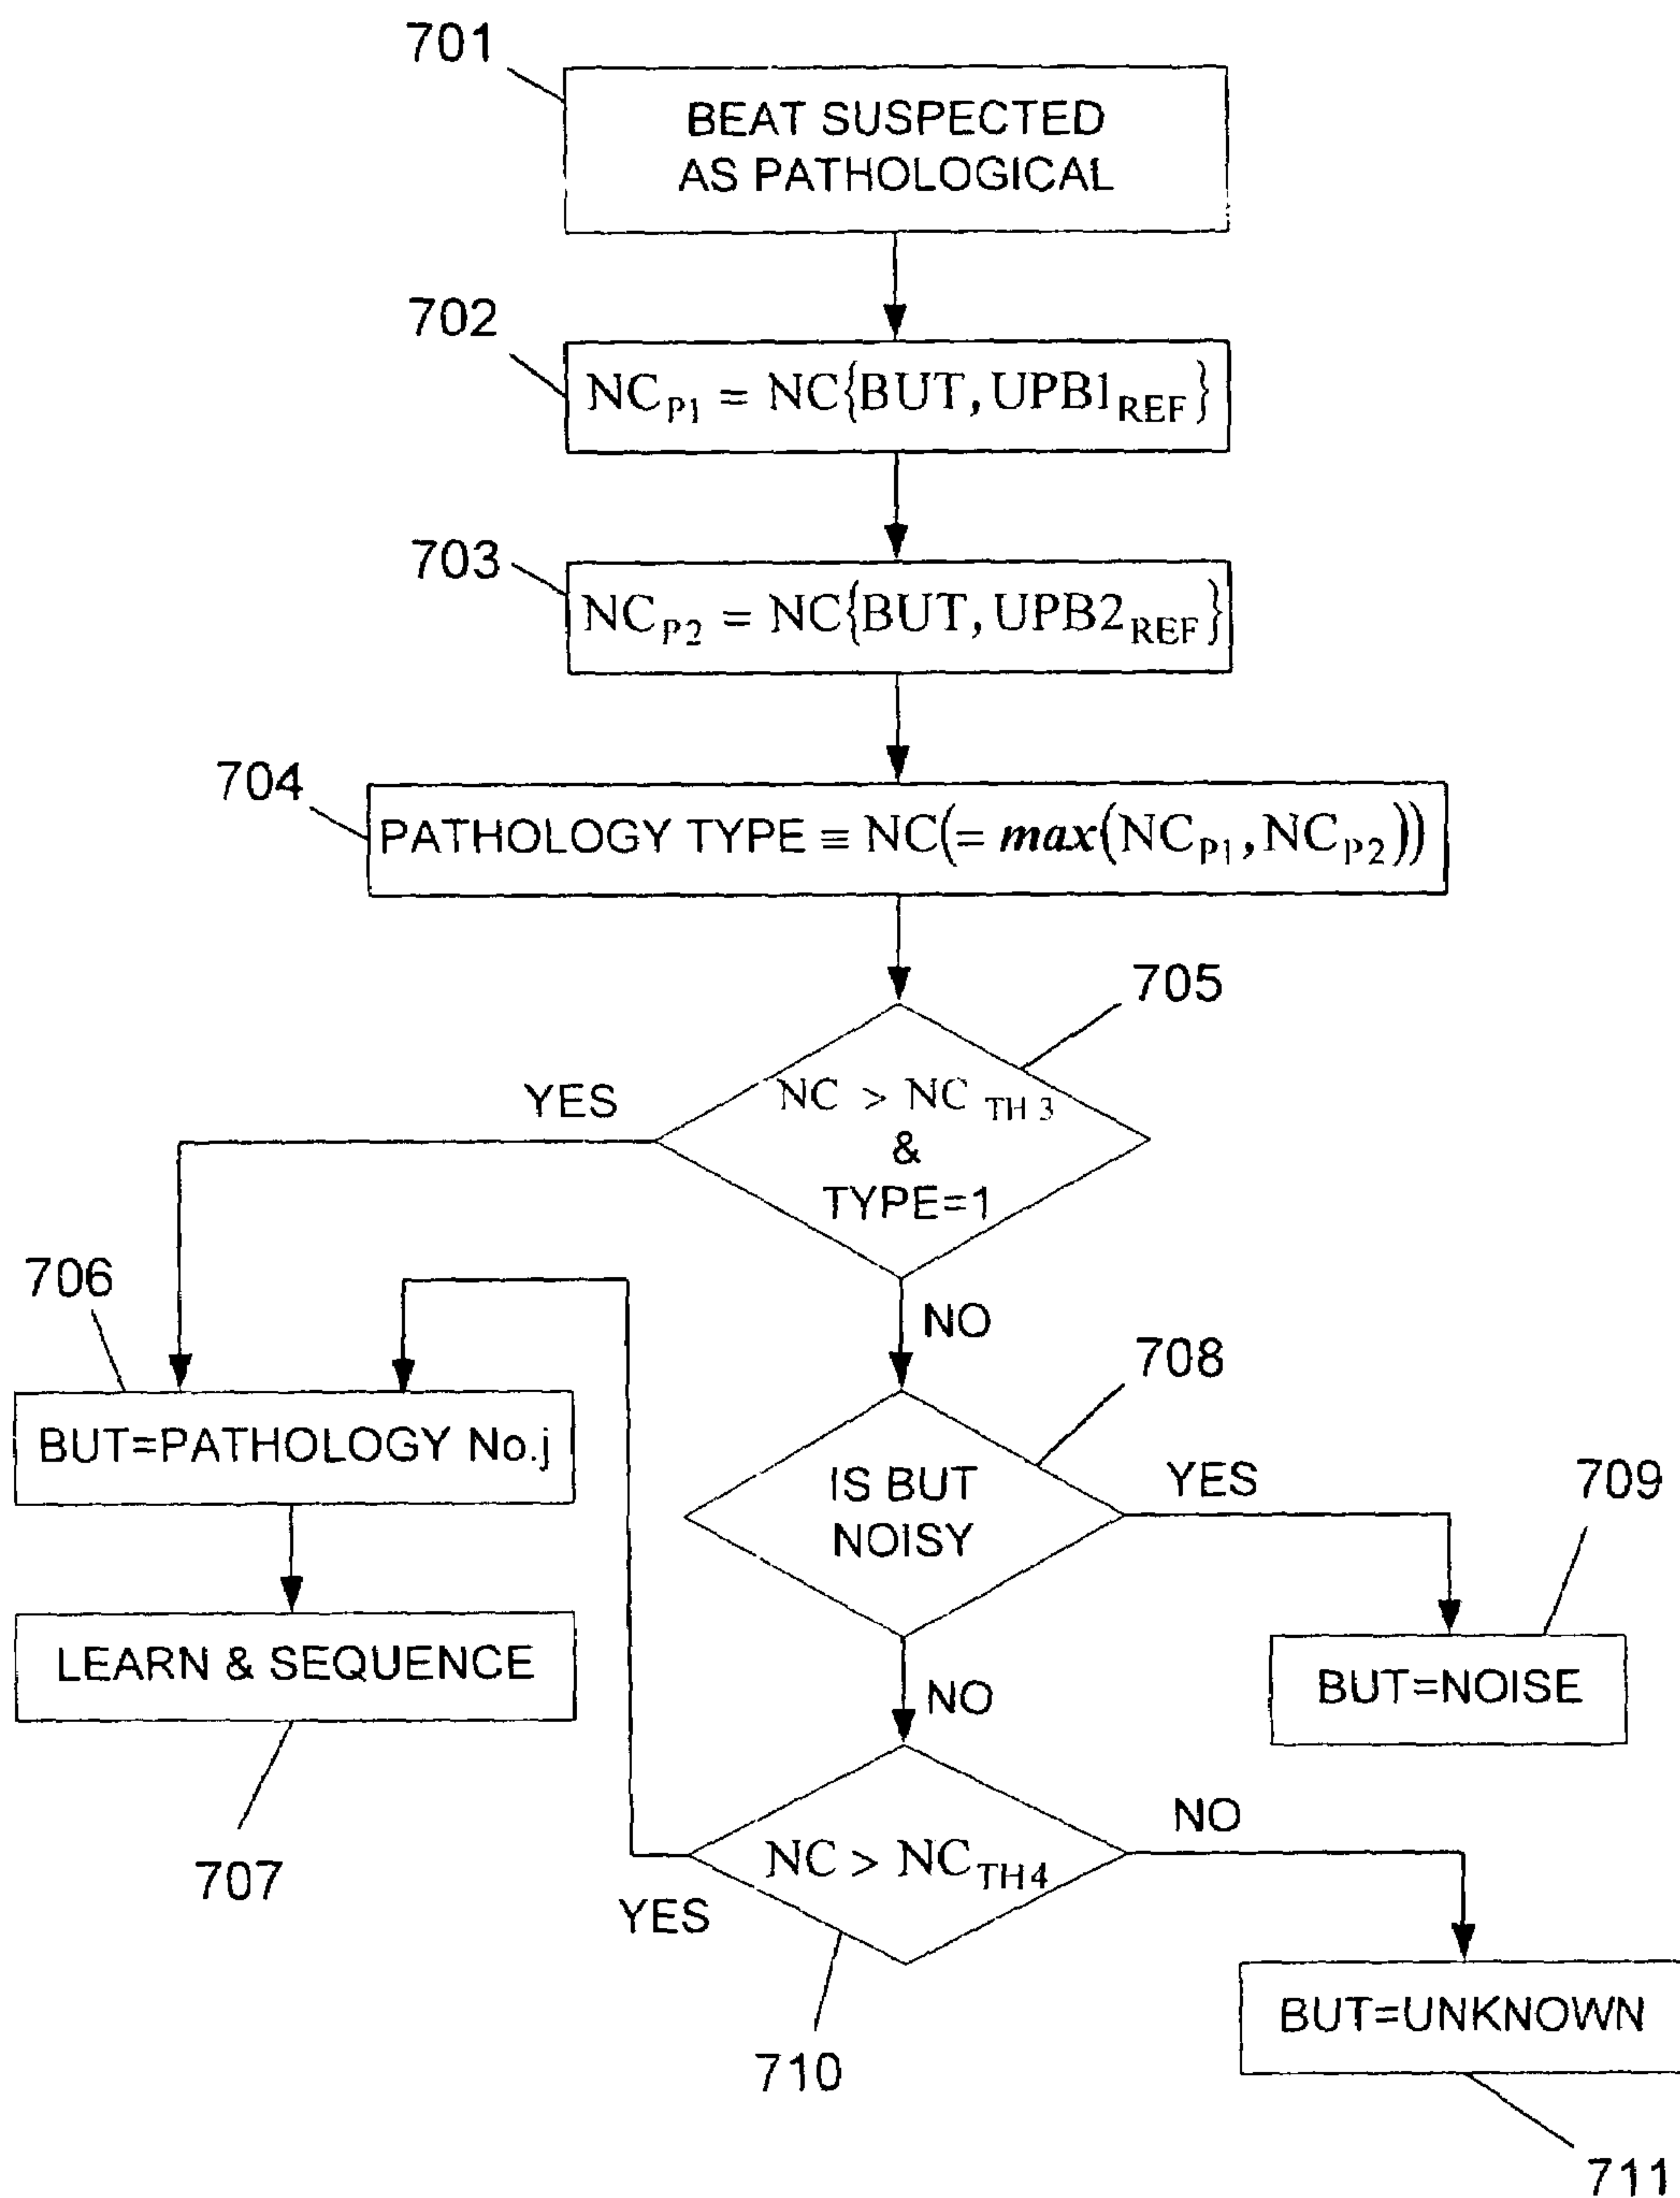 701
BEAT SUSPECTED
AS PATHOLOGICAL
702
NC_P1 = NC{BUT, UPB1_REF}
703
NC_P2 = NC{BUT, UPB2_REF}
704
PATHOLOGY TYPE ≡ NC(= max(NC_P1, NC_P2))
705
NC > NC_TH3
&
TYPE=1
YES
NO
706
BUT=PATHOLOGY No.j
LEARN & SEQUENCE
707
708
IS BUT
NOISY
YES
709
BUT=NOISE
NO
NC > NC_TH4
YES
NO
710
BUT=UNKNOWN
711